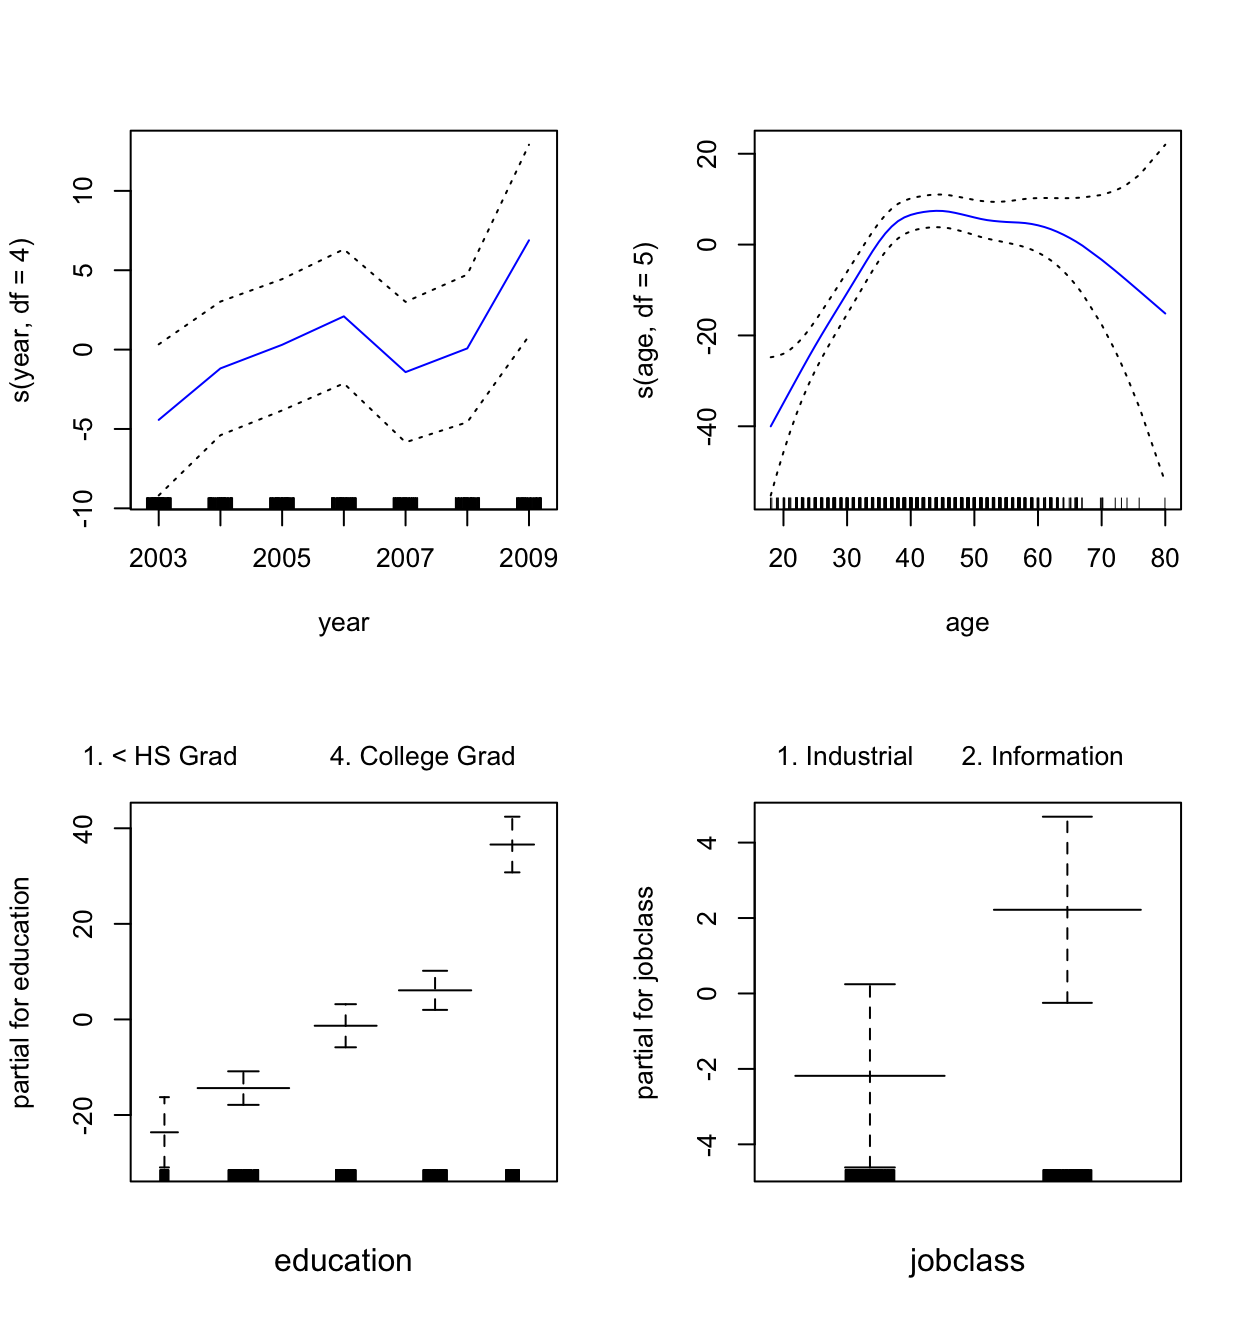 s(year, df = 4)
10
5
0
-5
-10
2003 2005 2007 2009
year
s(age, df = 5)
20
0
-20
-40
20 30 40 50 60 70 80
age
1. < HS Grad 4. College Grad
partial for education
40
20
0
-20
education
1. Industrial 2. Information
partial for jobclass
4
2
0
-2
-4
jobclass